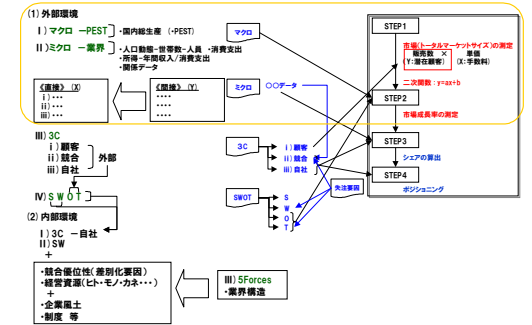 (1) 外部環境
Ⅰ) マクロ －PEST
・国内総生産 (・PEST)
Ⅱ) ミクロ －業界
・人口動態-世帯数-人員 ・消費支出
・所得-年間収入/消費支出
・関係データ
《直接》 (X)
ⅰ)・・・
ⅱ)・・・
ⅲ)・・・
《間接》 (Y)
・・・・
・・・・
・・・・
マクロ
ミクロ
〇〇データ
STEP1
市場(トータルマーケットサイズ)の測定
販売数 × 単価
(Y:潜在顧客) (X:手数料)
二次関数：y=ax+b
STEP2
市場成長率の測定
STEP3
シェアの算出
STEP4
ポジショニング
Ⅲ) 3C
ⅰ) 顧客
ⅱ) 競合
ⅲ) 自社
外部
Ⅳ) S W O T
3C
ⅰ) 顧客
ⅱ) 競合
ⅲ) 自社
SWOT
S
W
O
T
失注要因
(2) 内部環境
Ⅰ) 3C －自社
Ⅱ) SW
＋
・競合優位性(差別化要因)
・経営資源(ヒト・モノ・カネ・・・)
＋
・企業風土
・制度 等
Ⅲ) 5Forces
・業界構造